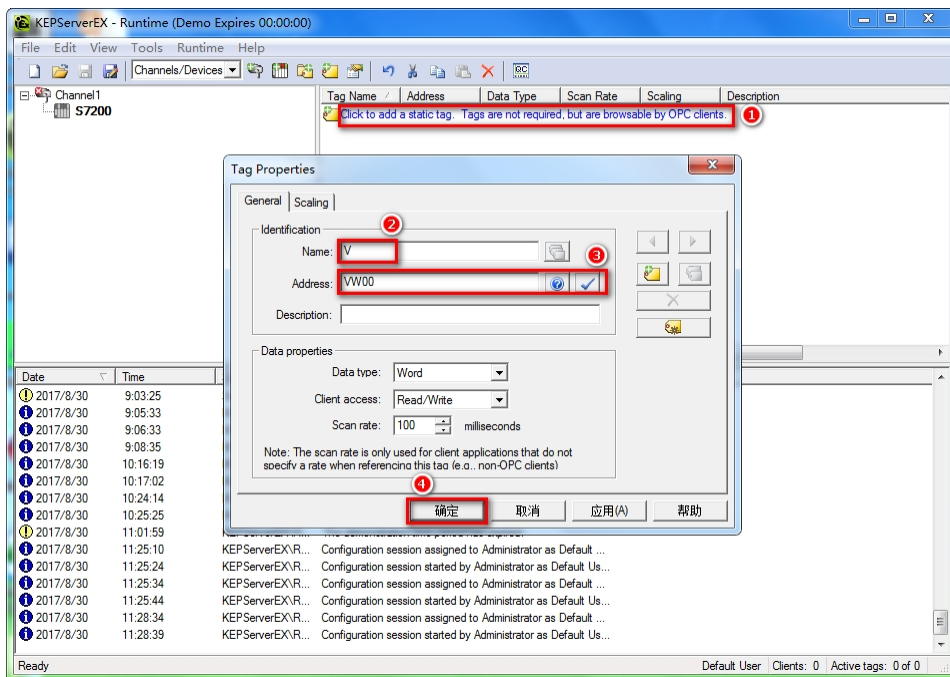 KEPServerEX - Runtime (Demo Expires 00:00:00)
File Edit View Tools Runtime Help
Channels/Devices
Channel1
S7200
Tag Name Address Data Type Scan Rate Scaling Description
Click to add a static tag. Tags are not required, but are browsable by OPC clients.
1
Tag Properties
General Scaling
Identification
2
Name: V
3
Address: VW00
Description:
Data properties
Data type: Word
Client access: Read/Write
Scan rate: 100 milliseconds
Note: The scan rate is only used for client applications that do not
specify a rate when referencing this tag (e.g., non-OPC clients)
4
确定 取消 应用(A) 帮助
Date Time
2017/8/30 9:03:25
2017/8/30 9:05:33
2017/8/30 9:06:33
2017/8/30 9:08:35
2017/8/30 10:16:19
2017/8/30 10:17:02
2017/8/30 10:24:14
2017/8/30 10:25:25
2017/8/30 11:01:59
2017/8/30 11:25:10 KEPServerEX\R... Configuration session assigned to Administrator as Default ...
2017/8/30 11:25:24 KEPServerEX\R... Configuration session started by Administrator as Default Us...
2017/8/30 11:25:34 KEPServerEX\R... Configuration session assigned to Administrator as Default ...
2017/8/30 11:25:44 KEPServerEX\R... Configuration session started by Administrator as Default Us...
2017/8/30 11:28:34 KEPServerEX\R... Configuration session assigned to Administrator as Default ...
2017/8/30 11:28:39 KEPServerEX\R... Configuration session started by Administrator as Default Us...
Ready Default User Clients: 0 Active tags: 0 of 0